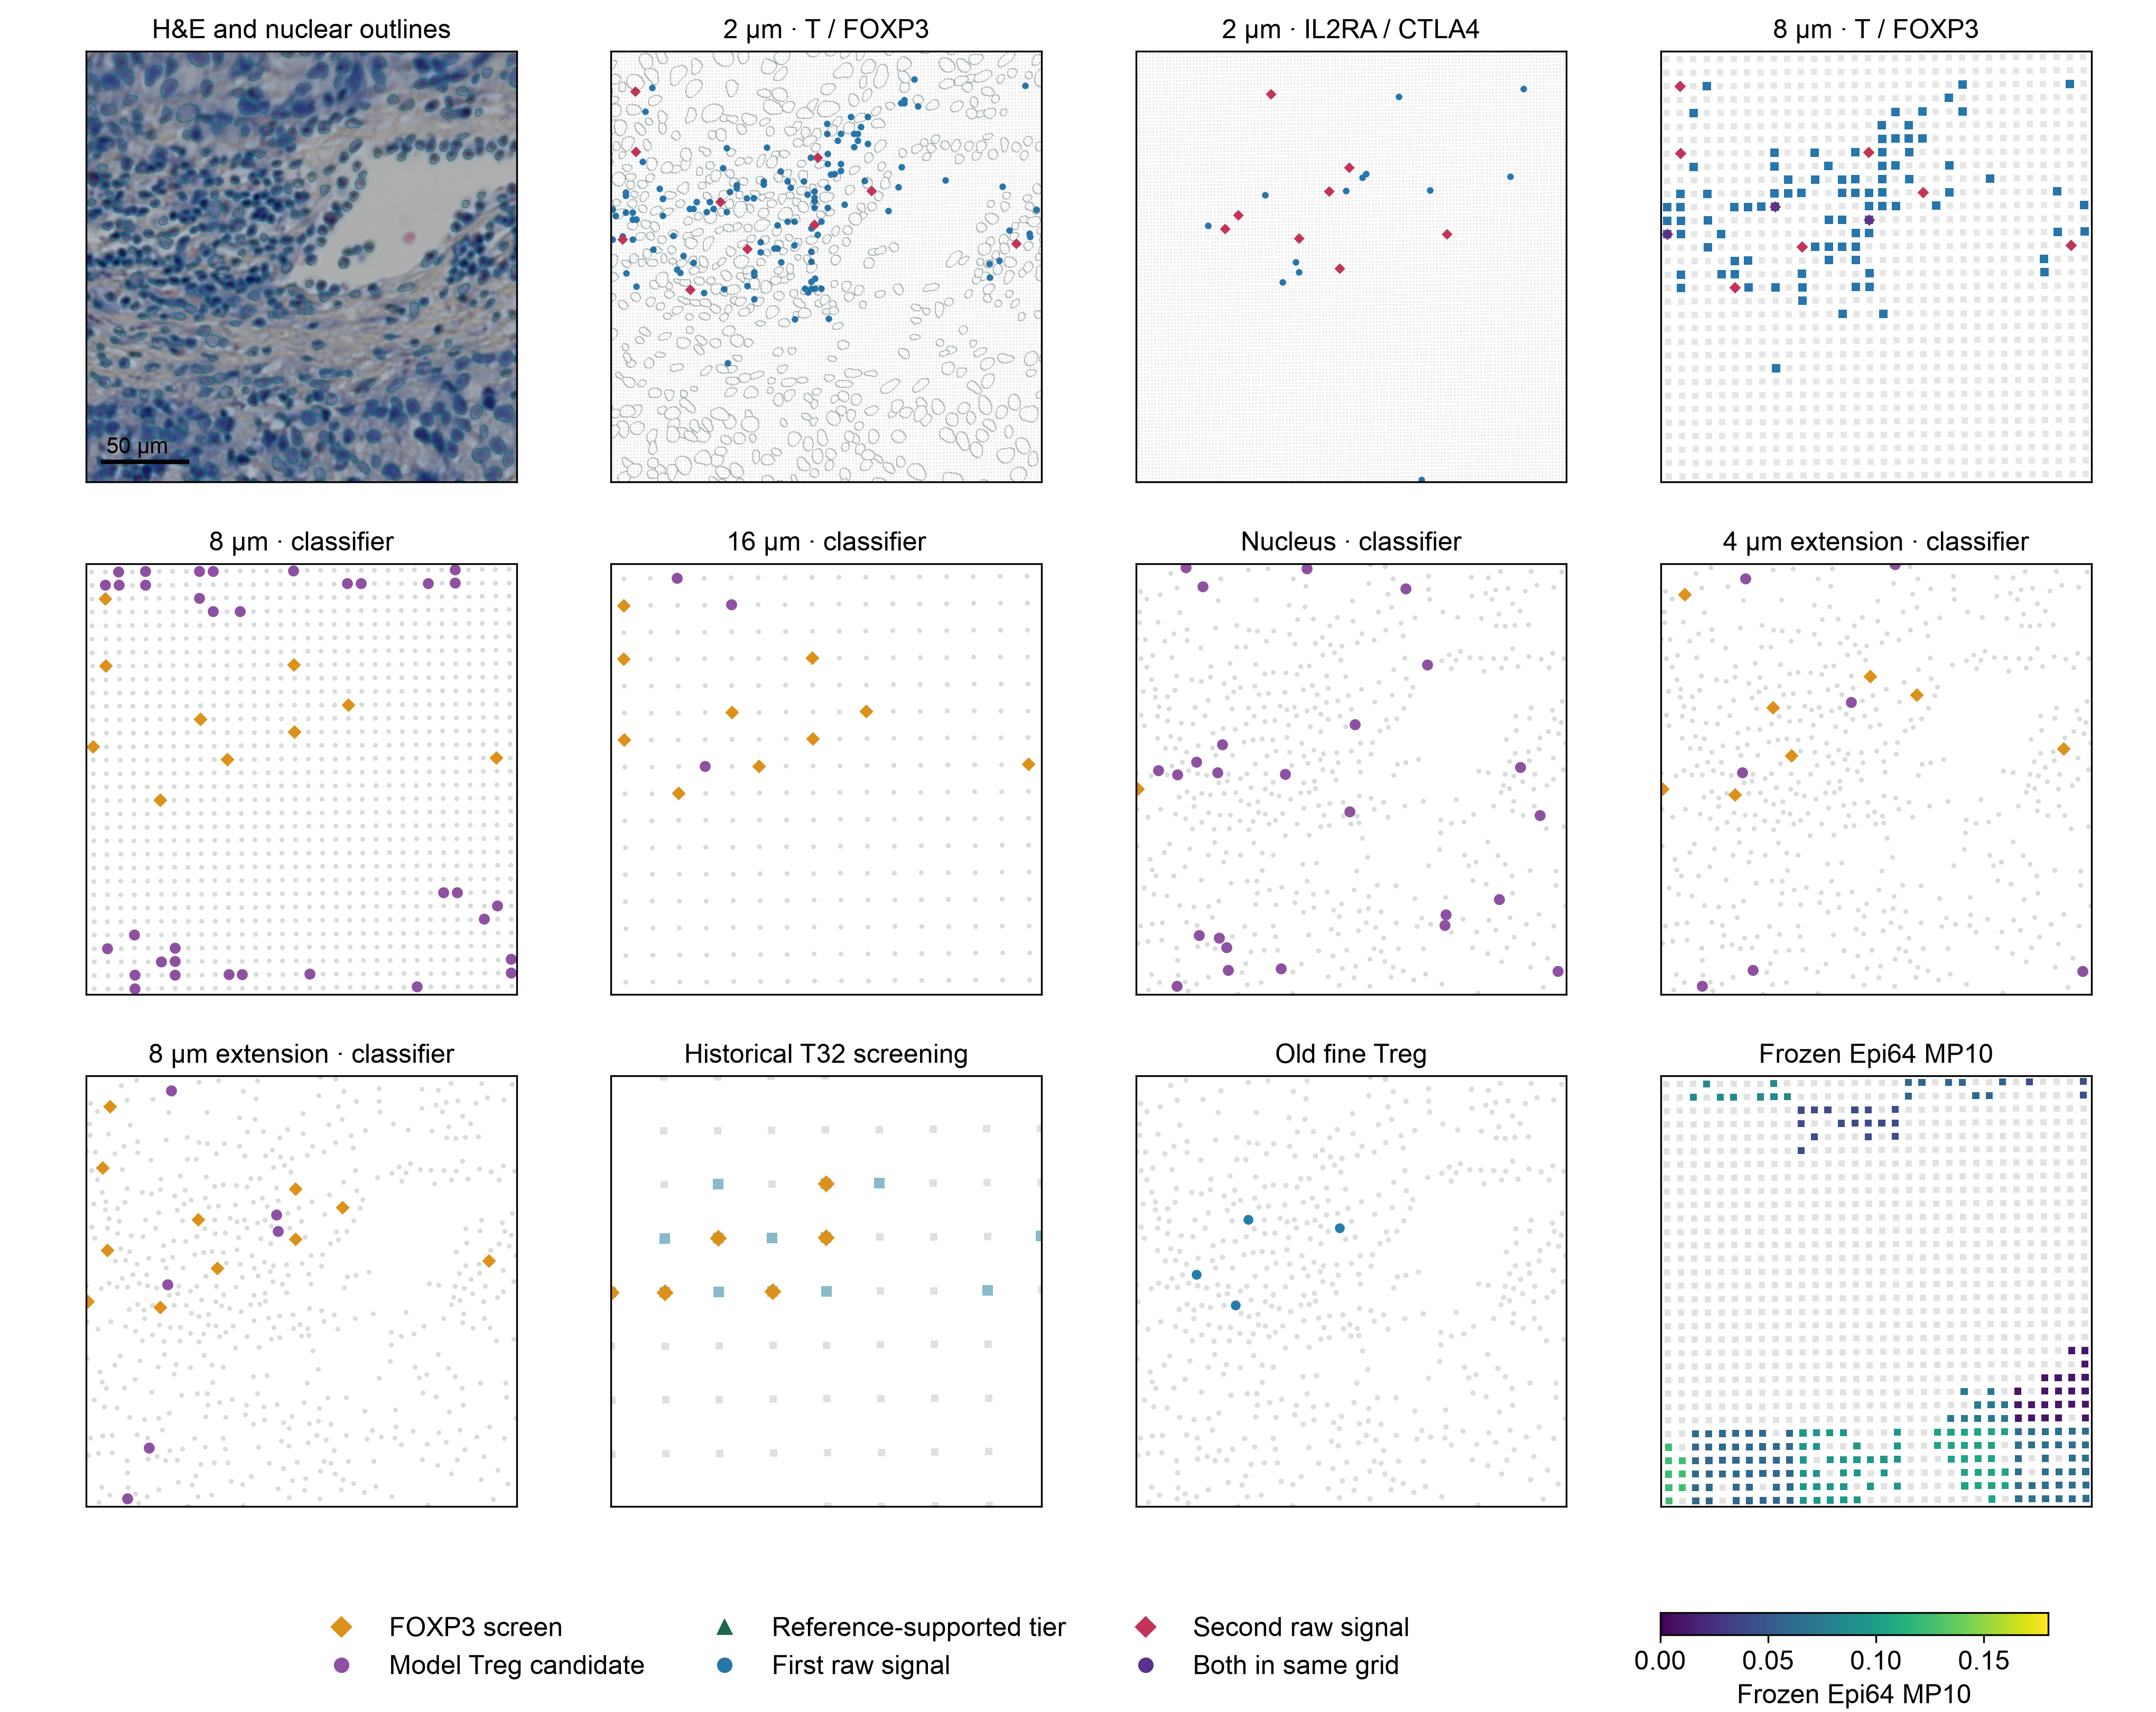 H&E and nuclear outlines
2 µm · T / FOXP3
2 µm · IL2RA / CTLA4
8 µm · T / FOXP3
50 µm
8 µm · classifier
16 µm · classifier
Nucleus · classifier
4 µm extension · classifier
8 µm extension · classifier
Historical T32 screening
Old fine Treg
Frozen Epi64 MP10
FOXP3 screen
Reference-supported tier
Second raw signal
Model Treg candidate
First raw signal
Both in same grid
0.00 0.05 0.10 0.15
Frozen Epi64 MP10